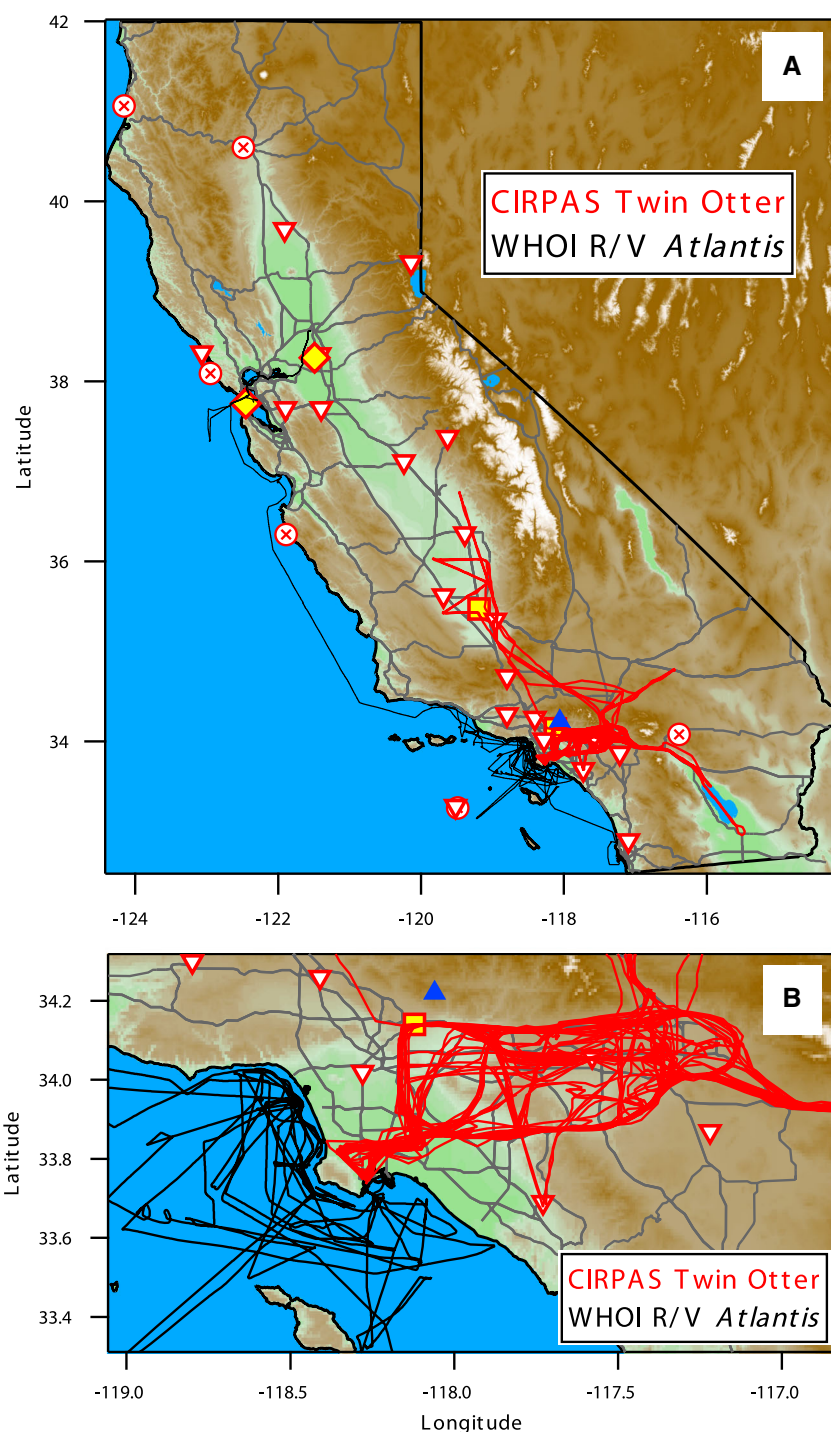 42
A
40
CIRPAS Twin Otter
WHOI R/V Atlantis
38
Latitude
36
34
-124
-122
-120
-118
-116
B
34.2
34.0
Latitude
33.8
33.6
33.4
CIRPAS Twin Otter
WHOI R/V Atlantis
-119.0
-118.5
-118.0
-117.5
-117.0
Longitude